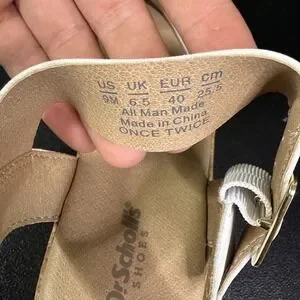 US UK EUR cm
9M 6.5 40 25.5
All Man Made
Made in China
ONCE TWICE
Dr. Scholl's
SHOES